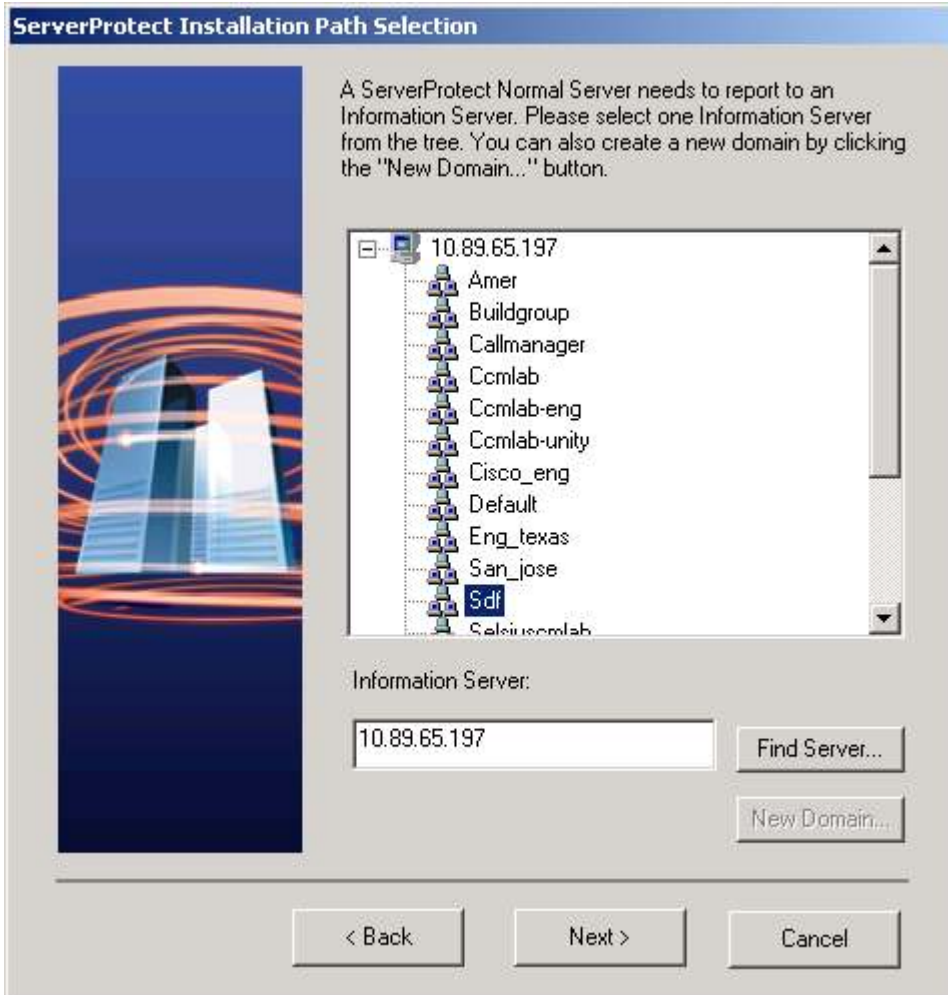 ServerProtect Installation Path Selection
A ServerProtect Normal Server needs to report to an
Information Server. Please select one Information Server
from the tree. You can also create a new domain by clicking
the "New Domain..." button.
10.89.65.197
Amer
Buildgroup
Callmanager
Ccmlab
Ccmlab-eng
Ccmlab-unity
Cisco_eng
Default
Eng_texas
San_jose
Sdf
Selsiuscmlab
Information Server:
10.89.65.197
Find Server...
New Domain...
< Back
Next >
Cancel